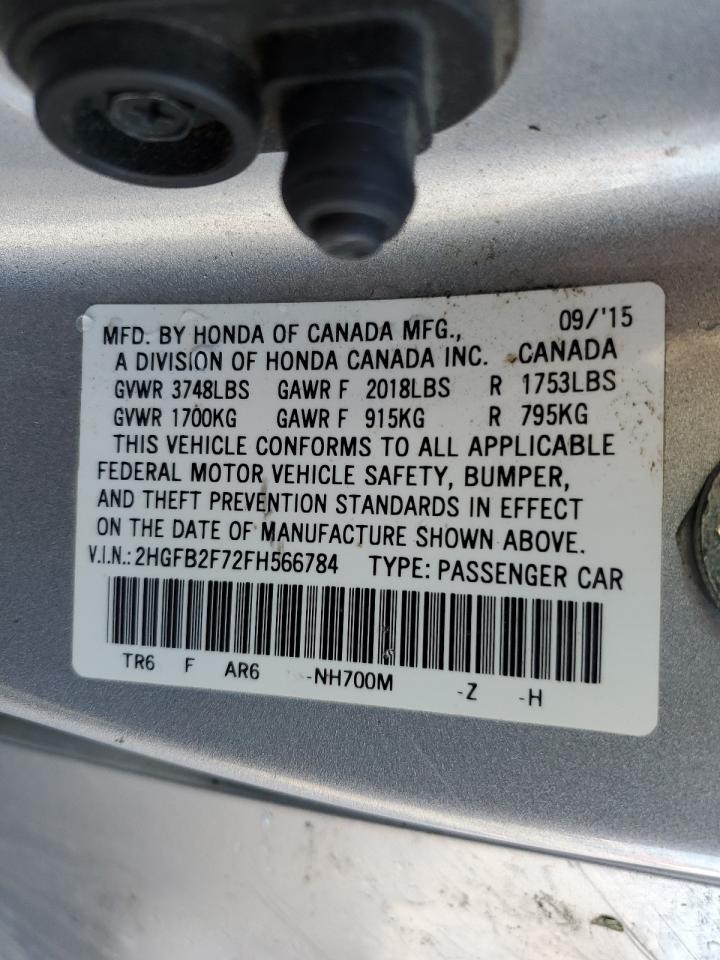 MFD. BY HONDA OF CANADA MFG., 09/'15
A DIVISION OF HONDA CANADA INC. CANADA
GVWR 3748LBS GAWR F 2018LBS R 1753LBS
GVWR 1700KG GAWR F 915KG R 795KG
THIS VEHICLE CONFORMS TO ALL APPLICABLE
FEDERAL MOTOR VEHICLE SAFETY, BUMPER,
AND THEFT PREVENTION STANDARDS IN EFFECT
ON THE DATE OF MANUFACTURE SHOWN ABOVE.
V.I.N.: 2HGFB2F72FH566784 TYPE: PASSENGER CAR
TR6 F AR6 -NH700M -Z -H